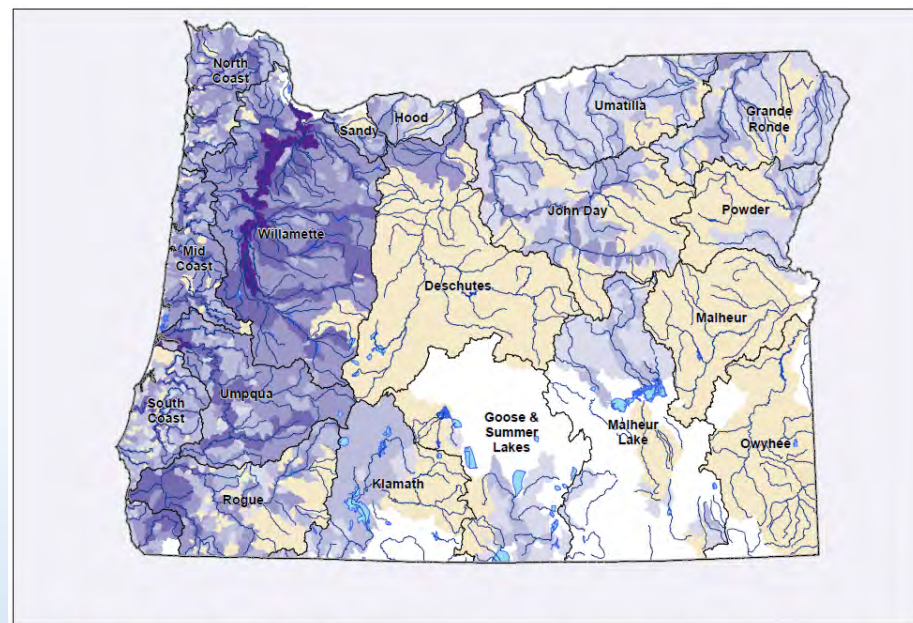 North
Coast
Sandy
Hood
Umatilla
Grande
Ronde
John Day
Powder
Willamette
Mid
Coast
Deschutes
Malheur
South
Coast
Umpqua
Goose &
Summer
Lakes
Malheur
Lake
Owyhee
Rogue
Klamath